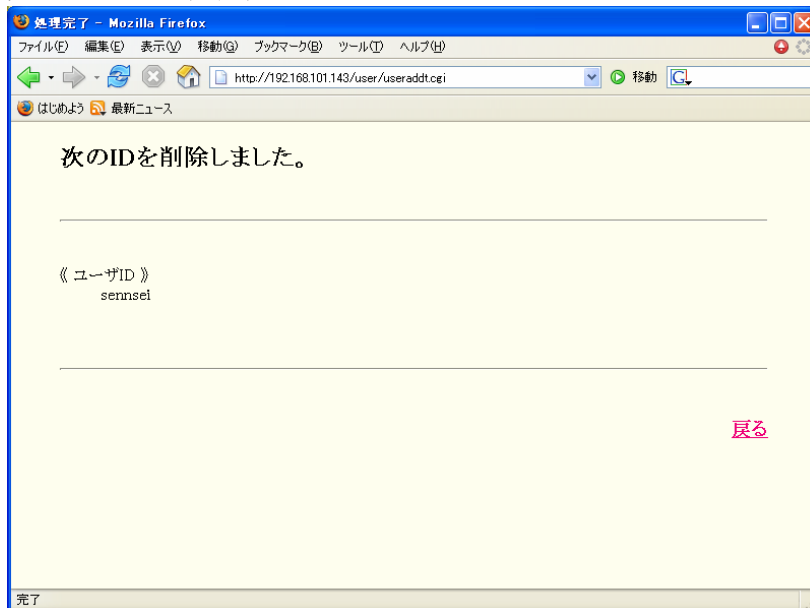 処理完了 - Mozilla Firefox
ファイル(F) 編集(E) 表示(V) 移動(G) ブックマーク(B) ツール(T) ヘルプ(H)
http://192.168.101.143/user/useraddt.cgi 移動 G
はじめよう 最新ニュース
次のIDを削除しました。
《 ユーザID 》
sennsei
戻る
完了